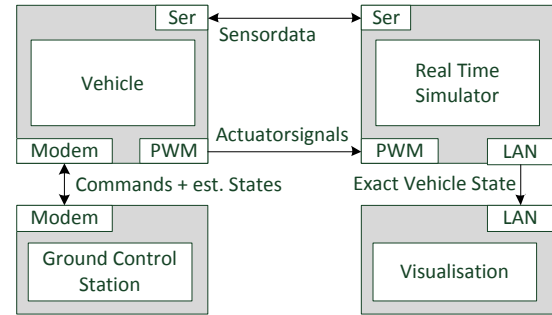 Ser
Sensordata
Ser
Vehicle
Real Time
Simulator
Modem
PWM
Actuatorsignals
PWM
LAN
Commands + est. States
Exact Vehicle State
Modem
LAN
Ground Control
Station
Visualisation